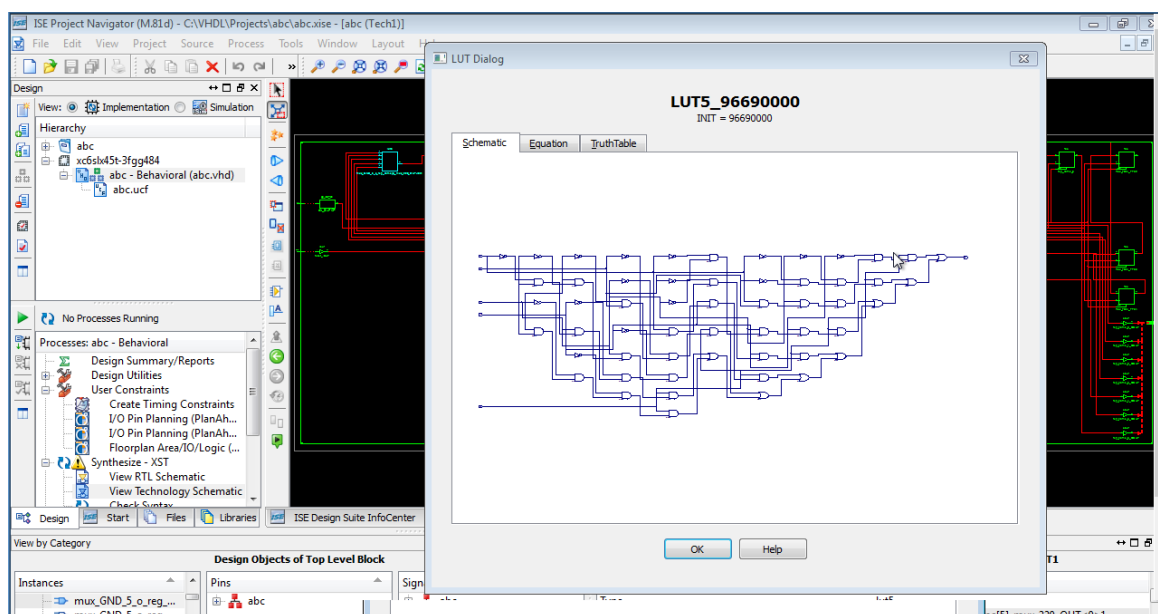 ISE Project Navigator (M.81d) - C:\VHDL\Projects\abc\abc.xise - [abc (Tech1)]
File Edit View Project Source Process Tools Window Layout
LUT Dialog
Design
View: Implementation Simulation
Hierarchy
abc
xc6slx45t-3fgg484
abc - Behavioral (abc.vhd)
abc.ucf
No Processes Running
Processes: abc - Behavioral
Design Summary/Reports
Design Utilities
User Constraints
Create Timing Constraints
I/O Pin Planning (PlanAh...
I/O Pin Planning (PlanAh...
Floorplan Area/IO/Logic (...
Synthesize - XST
View RTL Schematic
View Technology Schematic
Check Syntax
Design Start Files Libraries ISE Design Suite InfoCenter
LUT5_96690000
INIT = 96690000
Schematic Equation TruthTable
OK Help
View by Category
Design Objects of Top Level Block
Instances Pins Sign
mux_GND_5_o_reg_... abc